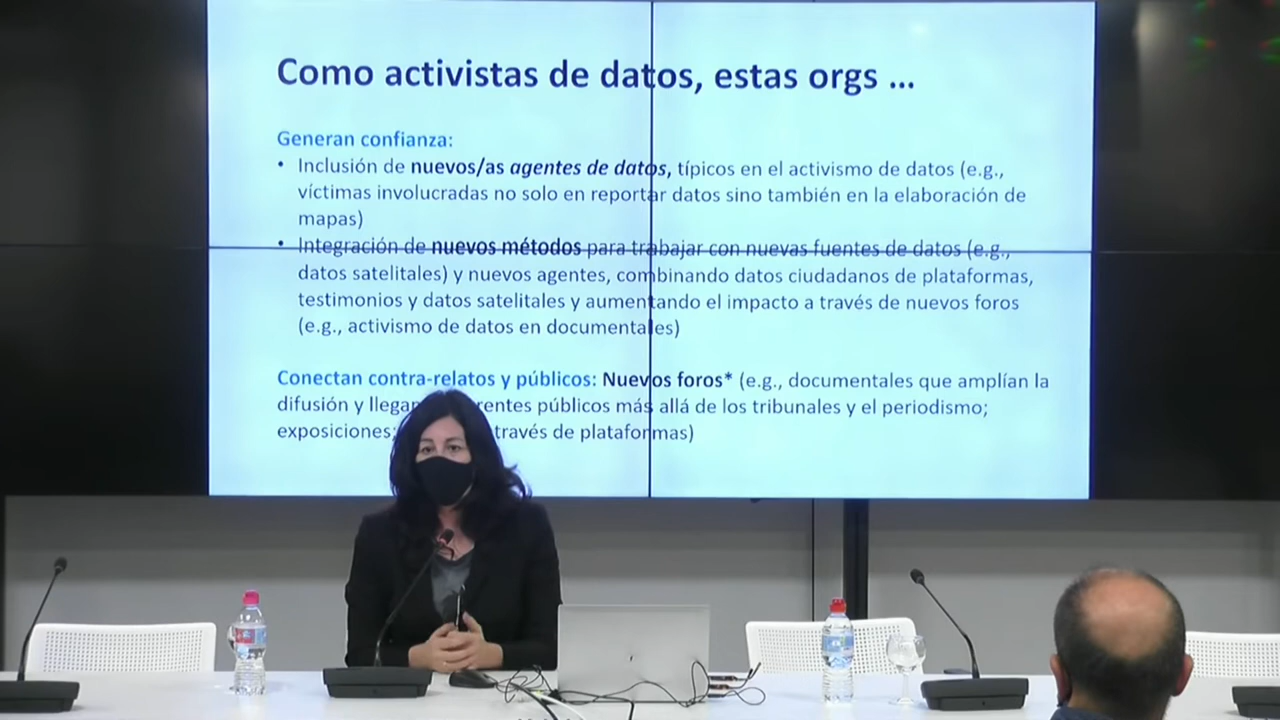 Como activistas de datos, estas orgs ...
Generan confianza:
• Inclusión de nuevos/as agentes de datos, típicos en el activismo de datos (e.g.,
víctimas involucradas no solo en reportar datos sino también en la elaboración de
mapas)
• Integración de nuevos métodos para trabajar con nuevas fuentes de datos (e.g.,
datos satelitales) y nuevos agentes, combinando datos ciudadanos de plataformas,
testimonios y datos satelitales y aumentando el impacto a través de nuevos foros
(e.g., activismo de datos en documentales)
Conectan contra-relatos y públicos: Nuevos foros* (e.g., documentales que amplían la
difusión y llegan rentes públicos más allá de los tribunales y el periodismo;
exposiciones; través de plataformas)